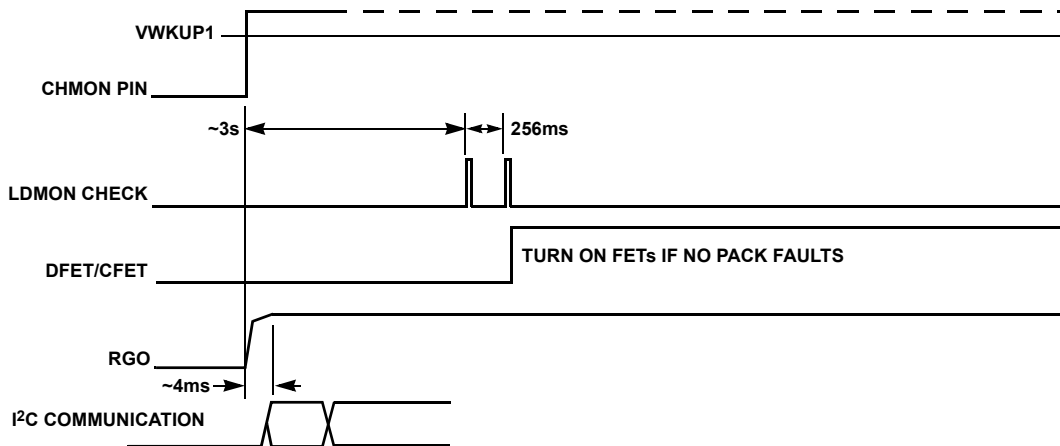 VWKUP1
CHMON PIN
~3s
256ms
LDMON CHECK
TURN ON FETs IF NO PACK FAULTS
DFET/CFET
RGO
~4ms
I²C COMMUNICATION